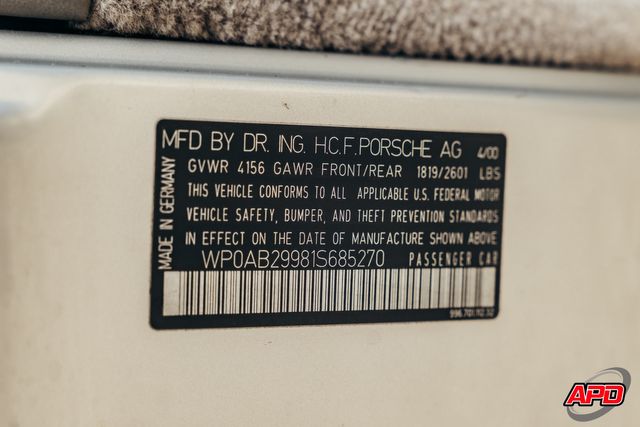 MFD BY DR. ING. H.C.F. PORSCHE AG 4/00
GVWR 4156 GAWR FRONT/REAR 1819/2601 LBS
THIS VEHICLE CONFORMS TO ALL APPLICABLE U.S. FEDERAL MOTOR
VEHICLE SAFETY, BUMPER, AND THEFT PREVENTION STANDARDS
IN EFFECT ON THE DATE OF MANUFACTURE SHOWN ABOVE
WP0AB29981S685270 PASSENGER CAR
MADE IN GERMANY
996.701.112.52
APD